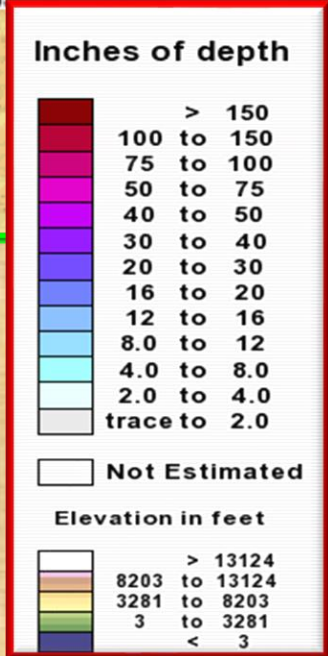 Inches of depth
> 150
100 to 150
75 to 100
50 to 75
40 to 50
30 to 40
20 to 30
16 to 20
12 to 16
8.0 to 12
4.0 to 8.0
2.0 to 4.0
trace to 2.0
Not Estimated
Elevation in feet
> 13124
8203 to 13124
3281 to 8203
3 to 3281
< 3